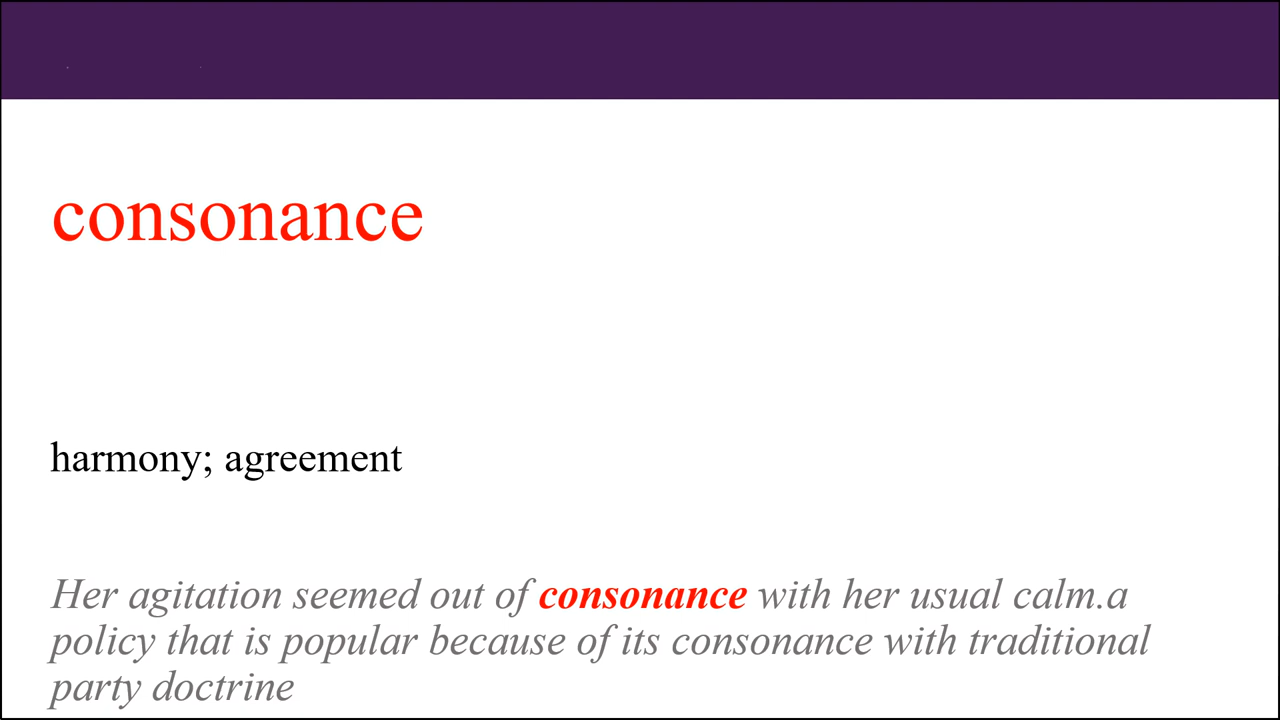 consonance
harmony; agreement
Her agitation seemed out of consonance with her usual calm.a
policy that is popular because of its consonance with traditional
party doctrine